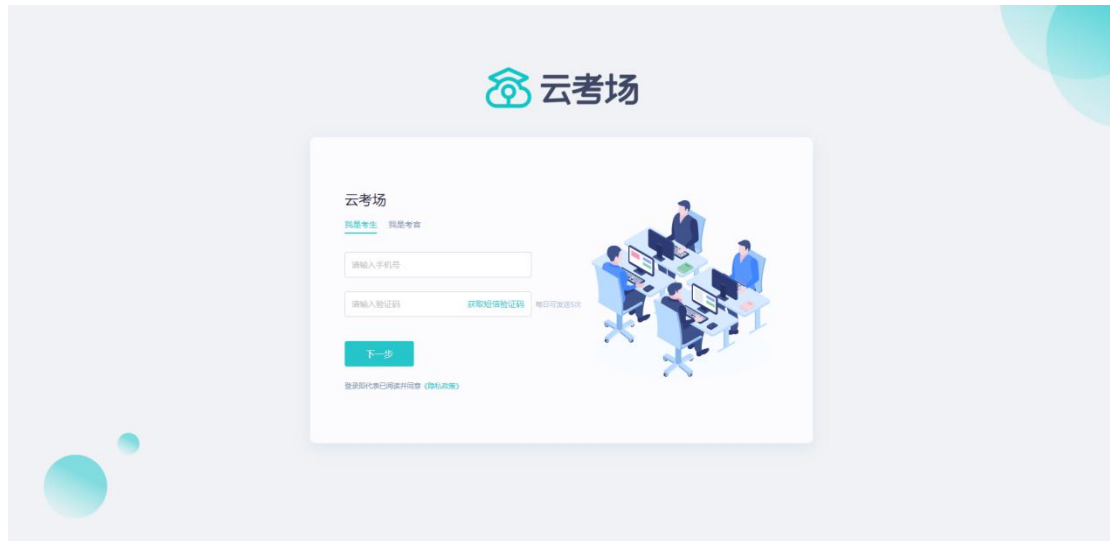 云考场
云考场
我是考生 我是考官
请输入手机号
请输入验证码 获取短信验证码 每日可发送5次
下一步
登录即代表已阅读并同意《隐私政策》